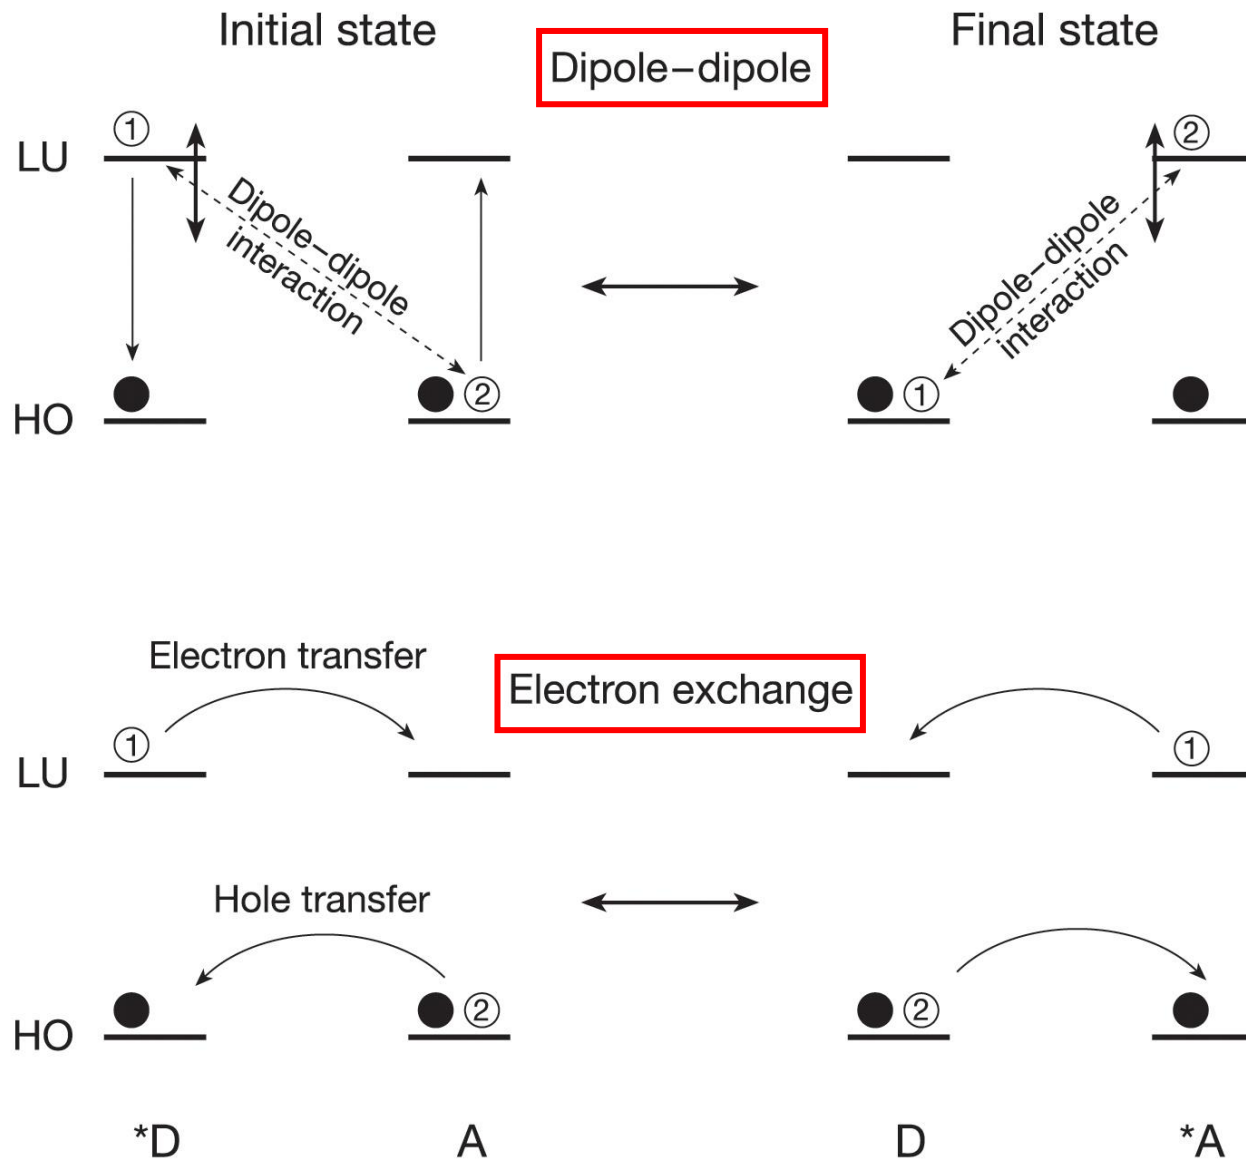 Initial state
Dipole–dipole
Final state
LU
①
②
Dipole–dipole
interaction
Dipole–dipole
interaction
HO
②
①
Electron transfer
Electron exchange
LU
①
①
Hole transfer
HO
②
②
*D
A
D
*A